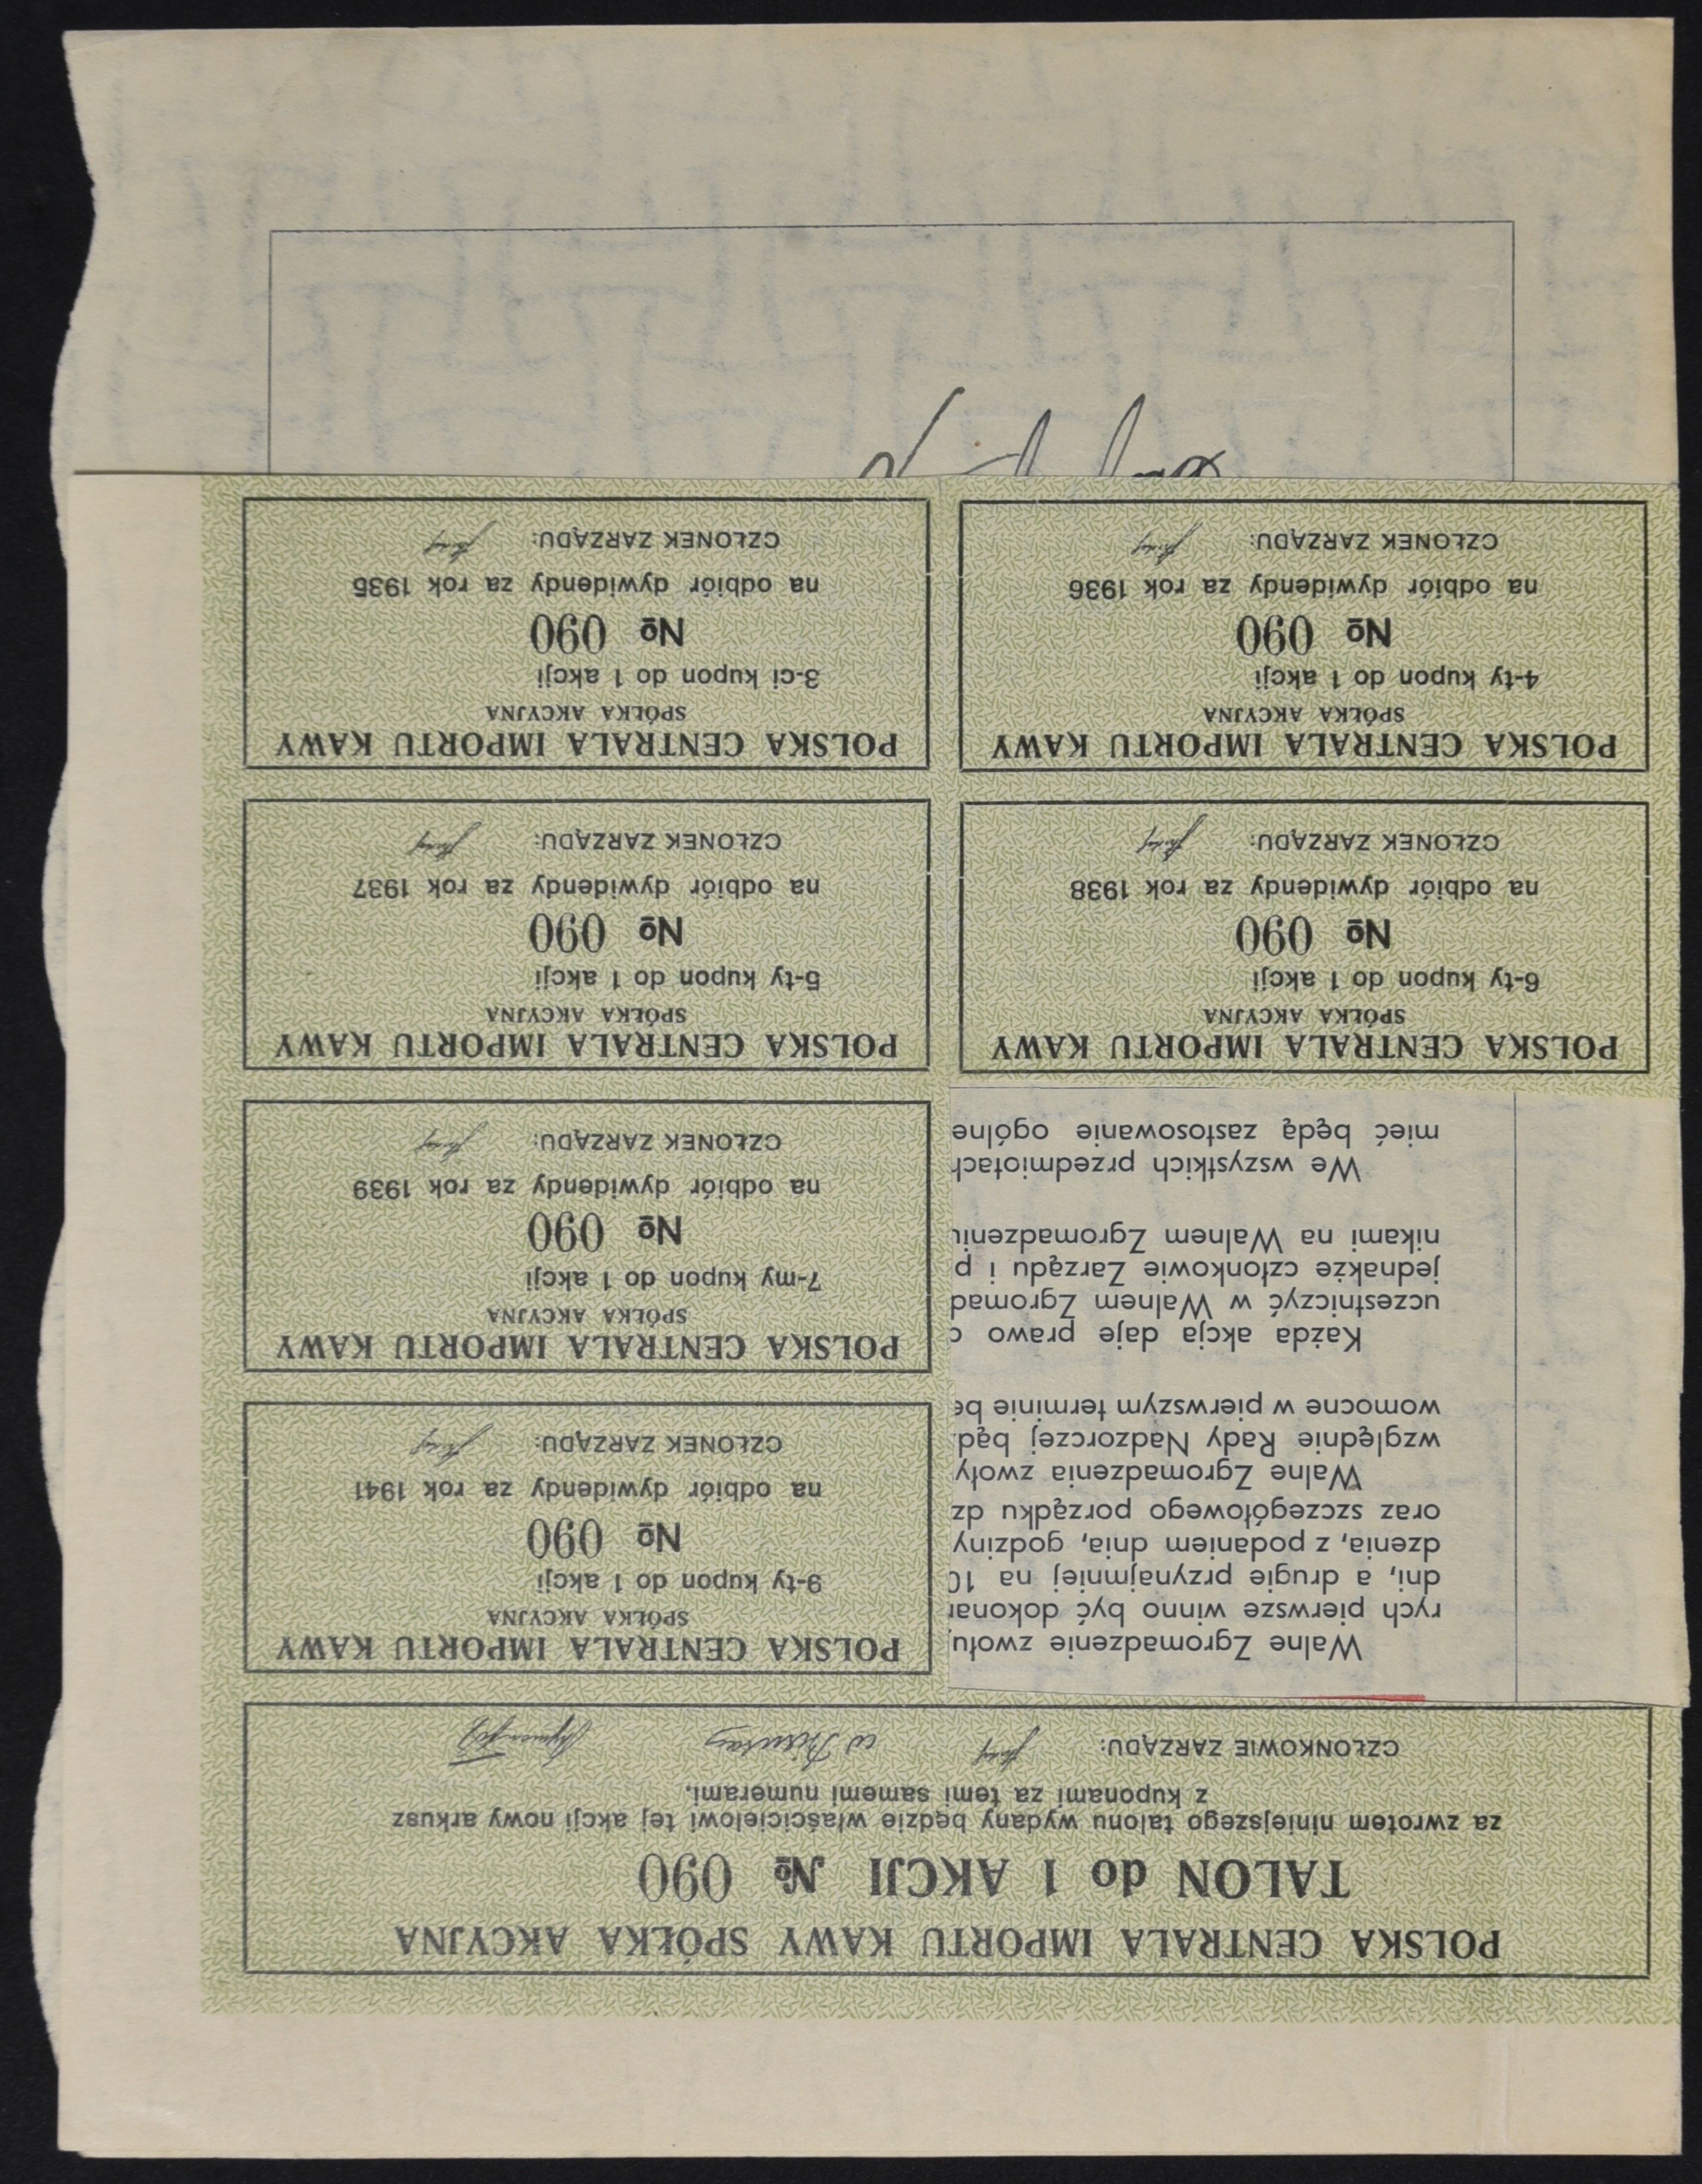 POLSKA CENTRALA IMPORTU KAWY SPÓŁKA AKCYJNA
TALON do 1 AKCJI № 090
za zwrotem niniejszego talonu wydany będzie właścicielowi tej akcji nowy arkusz
z kuponami za temi samemi numerami.
CZŁONKOWIE ZARZĄDU:
Walne Zgromadzenie zwołu
rych pierwsze winno być dokonan
dni, a drugie przynajmniej na 10
dzenia, z podaniem dnia, godziny
oraz szczegółowego porządku dz
Walne Zgromadzenia zwoły
względnie Rady Nadzorczej będ
womocne w pierwszym terminie be
Każda akcja daje prawo
uczestniczyć w Walnem Zgromad
jednakże członkowie Zarządu i p
nikami na Walnem Zgromadzeniu
We wszystkich przedmiotach
mieć będą zastosowanie ogólne
POLSKA CENTRALA IMPORTU KAWY
SPÓŁKA AKCYJNA
9-ty kupon do 1 akcji
№ 090
na odbiór dywidendy za rok 1941
CZŁONEK ZARZĄDU:
POLSKA CENTRALA IMPORTU KAWY
SPÓŁKA AKCYJNA
7-my kupon do 1 akcji
№ 090
na odbiór dywidendy za rok 1939
CZŁONEK ZARZĄDU:
POLSKA CENTRALA IMPORTU KAWY
SPÓŁKA AKCYJNA
6-ty kupon do 1 akcji
№ 090
na odbiór dywidendy za rok 1938
CZŁONEK ZARZĄDU:
POLSKA CENTRALA IMPORTU KAWY
SPÓŁKA AKCYJNA
5-ty kupon do 1 akcji
№ 090
na odbiór dywidendy za rok 1937
CZŁONEK ZARZĄDU:
POLSKA CENTRALA IMPORTU KAWY
SPÓŁKA AKCYJNA
4-ty kupon do 1 akcji
№ 090
na odbiór dywidendy za rok 1936
CZŁONEK ZARZĄDU:
POLSKA CENTRALA IMPORTU KAWY
SPÓŁKA AKCYJNA
3-ci kupon do 1 akcji
№ 090
na odbiór dywidendy za rok 1935
CZŁONEK ZARZĄDU: